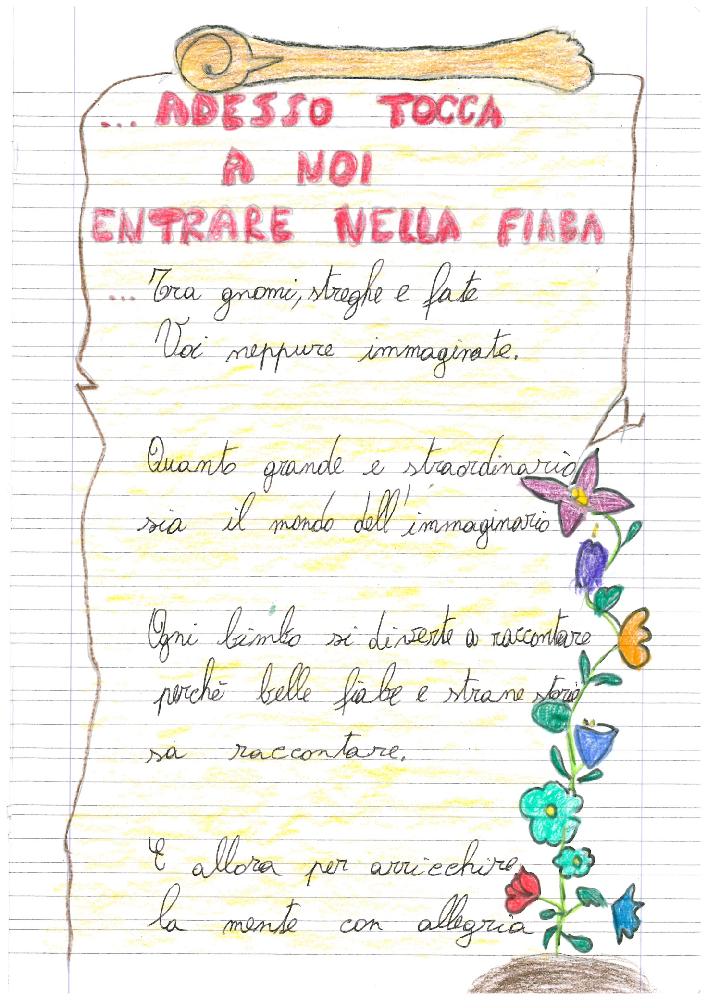 ... ADESSO TOCCA
A NOI
ENTRARE NELLA FIABA
... Tra gnomi, streghe e fate
Voi neppure immaginate.
Quanto grande e straordinario
sia il mondo dell'immaginario
Ogni bimbo si diverte a raccontare
perchè belle fiabe e strane storie
sa raccontare.
E allora per arricchire
la mente con allegria